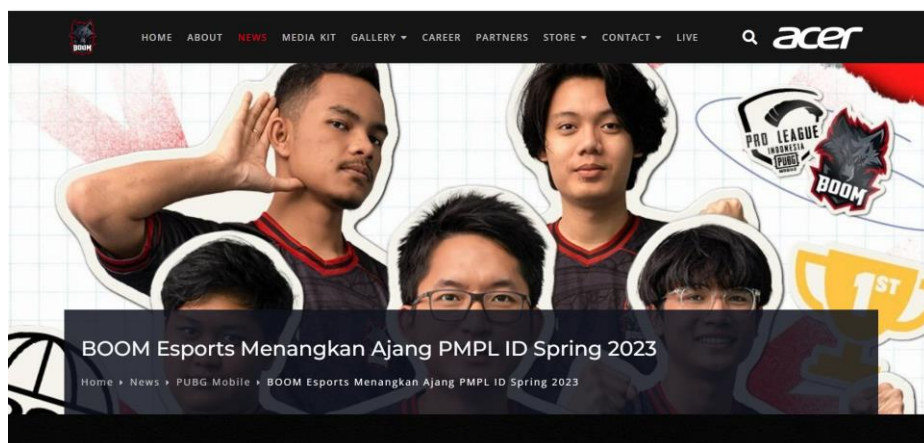 BOOM
HOME ABOUT NEWS MEDIA KIT GALLERY CAREER PARTNERS STORE CONTACT LIVE
acer
PRO LEAGUE
INDONESIA
PUBG
MOBILE
BOOM
1ST
BOOM Esports Menangkan Ajang PMPL ID Spring 2023
Home › News › PUBG Mobile › BOOM Esports Menangkan Ajang PMPL ID Spring 2023